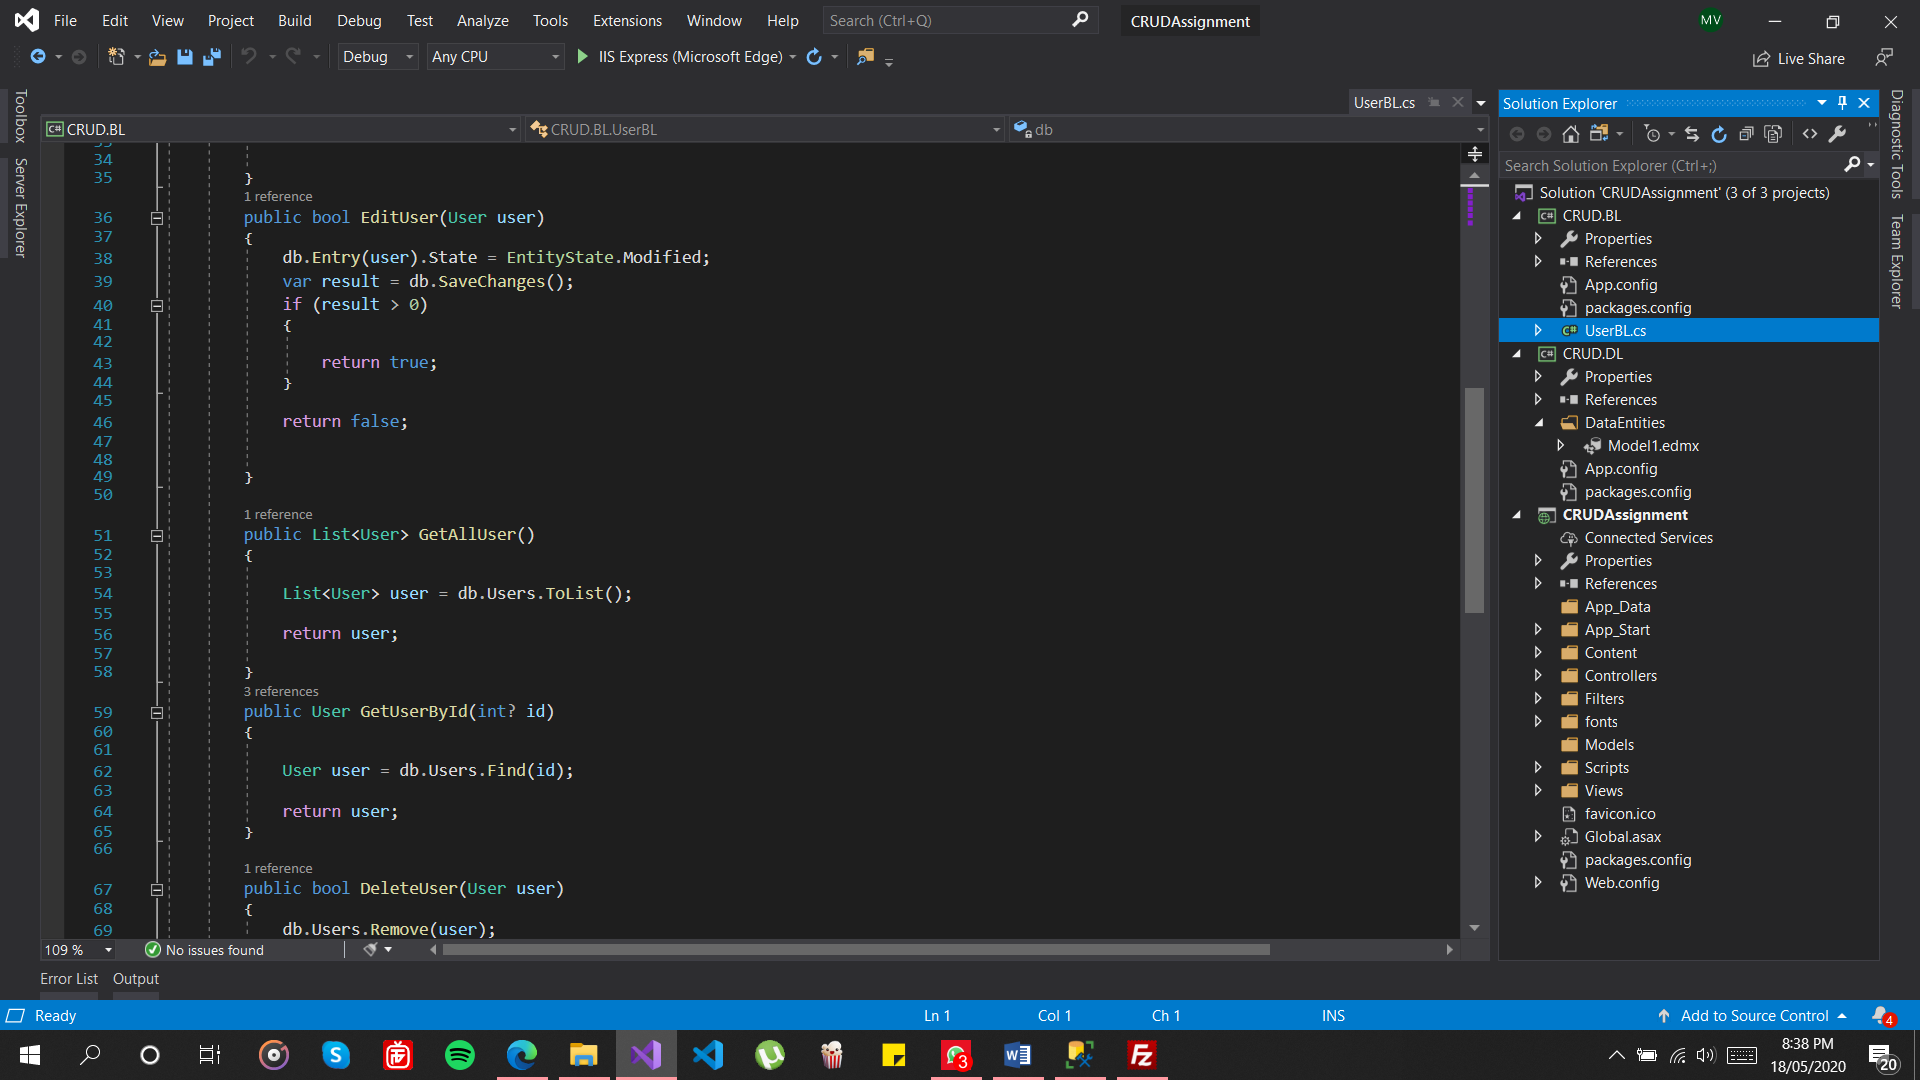 File Edit View Project Build Debug Test Analyze Tools Extensions Window Help Search (Ctrl+Q) CRUDAssignment MV
Debug Any CPU IIS Express (Microsoft Edge) Live Share
Toolbox
Server Explorer
UserBL.cs
CRUD.BL CRUD.BL.UserBL db
34
35 }
1 reference
36 public bool EditUser(User user)
37 {
38 db.Entry(user).State = EntityState.Modified;
39 var result = db.SaveChanges();
40 if (result > 0)
41 {
42
43 return true;
44 }
45
46 return false;
47
48
49 }
50
1 reference
51 public List<User> GetAllUser()
52 {
53
54 List<User> user = db.Users.ToList();
55
56 return user;
57
58 }
3 references
59 public User GetUserById(int? id)
60 {
61
62 User user = db.Users.Find(id);
63
64 return user;
65 }
66
1 reference
67 public bool DeleteUser(User user)
68 {
69 db.Users.Remove(user);
109 % No issues found
Solution Explorer
Search Solution Explorer (Ctrl+;)
Solution 'CRUDAssignment' (3 of 3 projects)
C# CRUD.BL
Properties
References
App.config
packages.config
C# UserBL.cs
C# CRUD.DL
Properties
References
DataEntities
Model1.edmx
App.config
packages.config
CRUDAssignment
Connected Services
Properties
References
App_Data
App_Start
Content
Controllers
Filters
fonts
Models
Scripts
Views
favicon.ico
Global.asax
packages.config
Web.config
Diagnostic Tools
Team Explorer
Error List Output
Ready Ln 1 Col 1 Ch 1 INS Add to Source Control 4
3 8:38 PM
18/05/2020 20